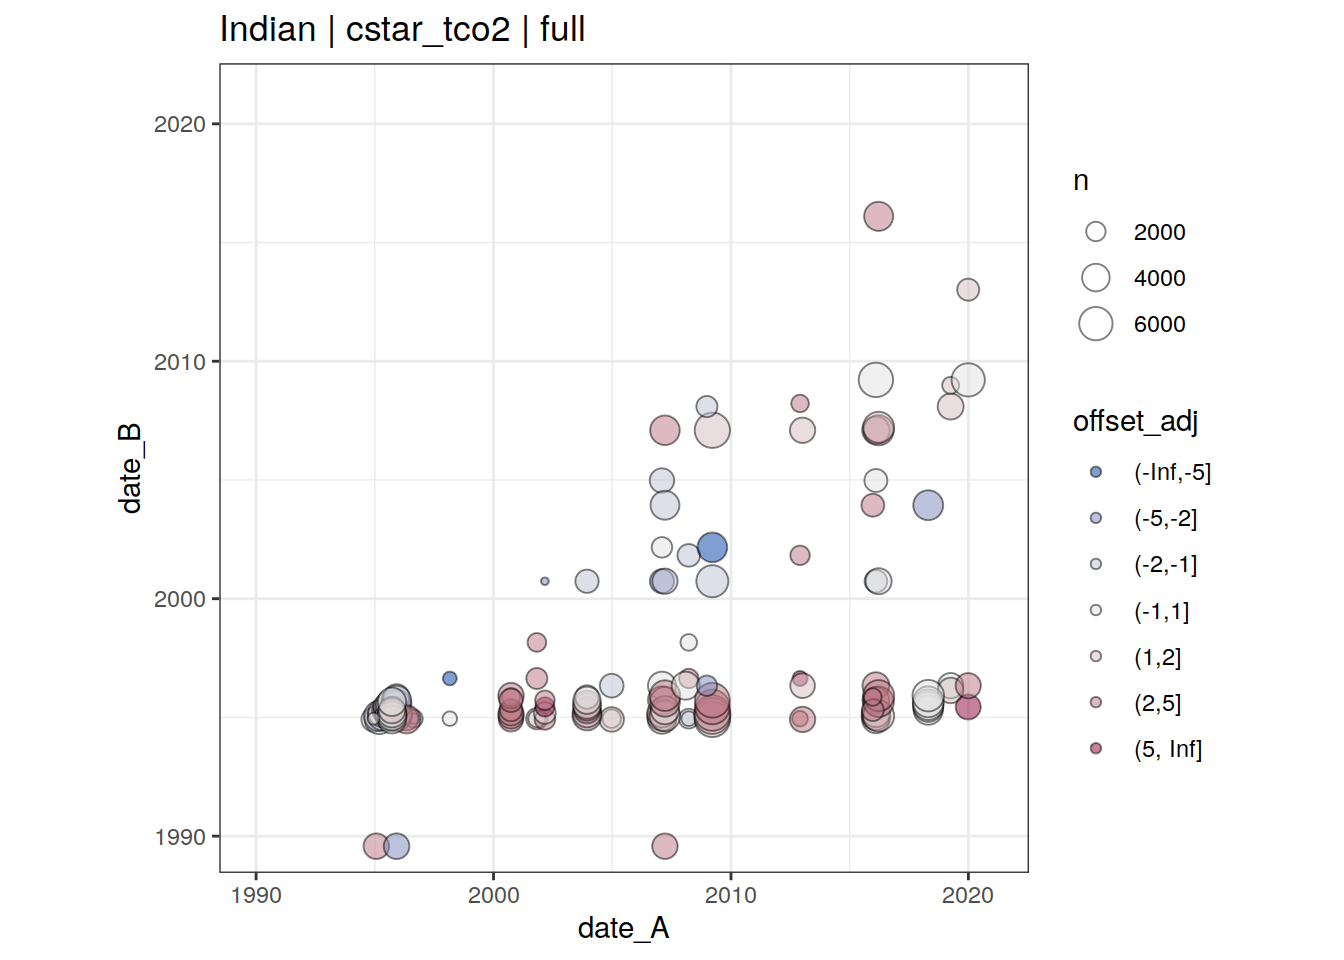 Indian | cstar_tco2 | full
2020
2010
2000
1990
date_B
1990
2000
2010
2020
date_A
n
2000
4000
6000
offset_adj
(-Inf,-5]
(-5,-2]
(-2,-1]
(-1,1]
(1,2]
(2,5]
(5, Inf]